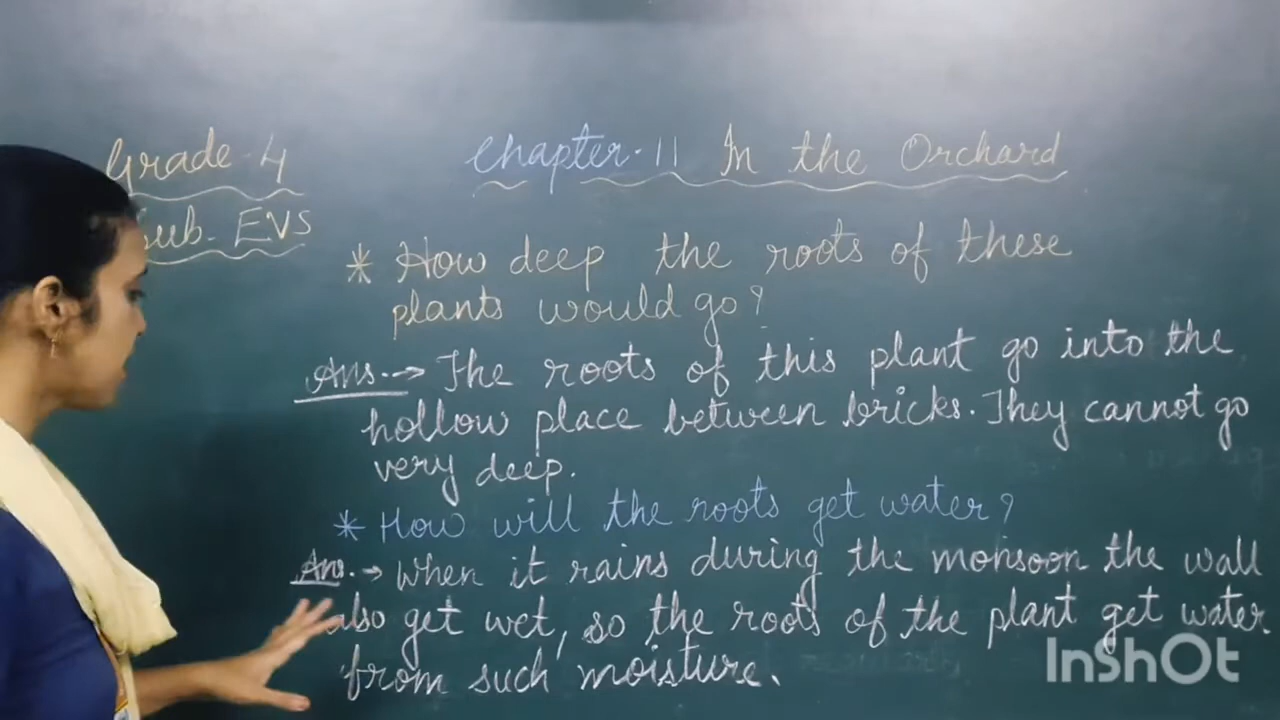 Grade-4
Sub- EVS
Chapter-11 In the Orchard
* How deep the roots of these
plants would go?
Ans.-> The roots of this plant go into the
hollow place between bricks. They cannot go
very deep.
* How will the roots get water?
Ans.-> When it rains during the monsoon the wall
also get wet, so the roots of the plant get water
from such moisture.
InShOt